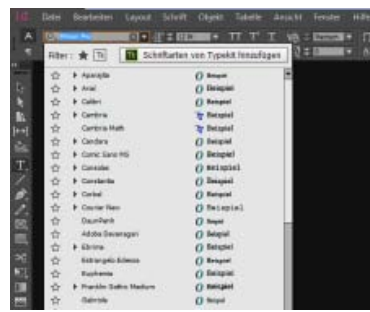 Id Datei Bearbeiten Layout Schrift Objekt Tabelle Ansicht Fenster Hilfe
Filter: Schriftarten von Typekit hinzufügen
Aparajita Beispiel
Arial Beispiel
Calibri Beispiel
Cambria Beispiel
Cambria Math Beispiel
Candara Beispiel
Comic Sans MS Beispiel
Consolas Beispiel
Constantia Beispiel
Corbel Beispiel
Courier New Beispiel
DaunPenh Beispiel
Adobe Devanagari Beispiel
Ebrima Beispiel
Estrangelo Edessa Beispiel
Euphemia Beispiel
Franklin Gothic Medium Beispiel
Gabriola Beispiel